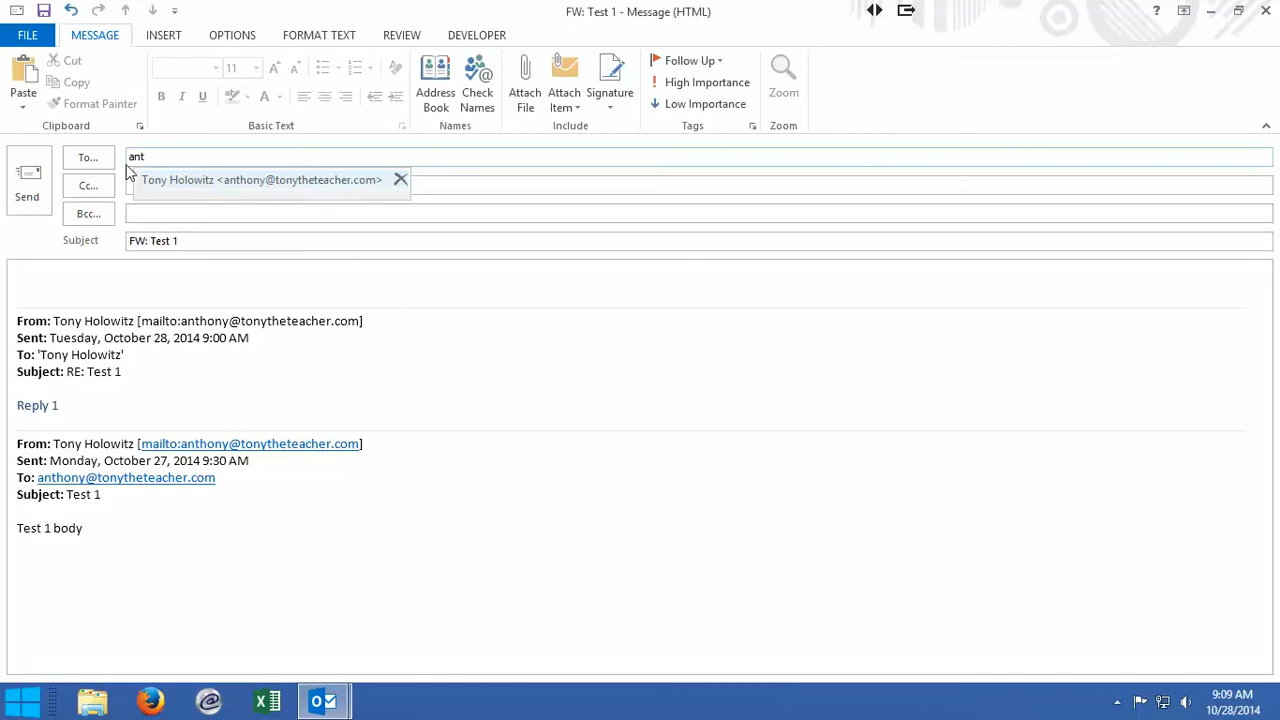 FW: Test 1 - Message (HTML)
?
FILE MESSAGE INSERT OPTIONS FORMAT TEXT REVIEW DEVELOPER
Paste
Cut
Copy
Format Painter
Clipboard
11
A A
B I U
A
Basic Text
Address Book
Check Names
Names
Attach File
Attach Item
Signature
Include
Follow Up
High Importance
Low Importance
Tags
Zoom
Zoom
Send
To... ant
Tony Holowitz <anthony@tonytheteacher.com>
Cc...
Bcc...
Subject FW: Test 1
From: Tony Holowitz [mailto:anthony@tonytheteacher.com]
Sent: Tuesday, October 28, 2014 9:00 AM
To: 'Tony Holowitz'
Subject: RE: Test 1
Reply 1
From: Tony Holowitz [mailto:anthony@tonytheteacher.com]
Sent: Monday, October 27, 2014 9:30 AM
To: anthony@tonytheteacher.com
Subject: Test 1
Test 1 body
9:09 AM
10/28/2014